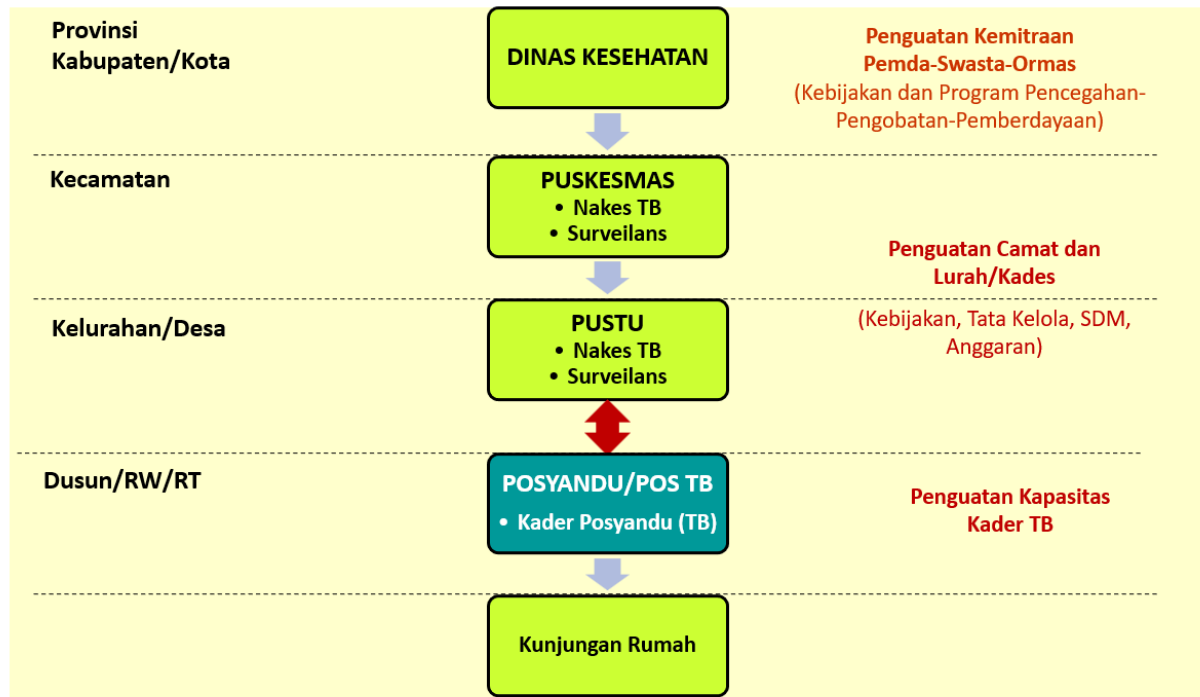 Provinsi
Kabupaten/Kota
DINAS KESEHATAN
Penguatan Kemitraan
Pemda-Swasta-Ormas
(Kebijakan dan Program Pencegahan-
Pengobatan-Pemberdayaan)
Kecamatan
PUSKESMAS
• Nakes TB
• Surveilans
Penguatan Camat dan
Lurah/Kades
Kelurahan/Desa
PUSTU
• Nakes TB
• Surveilans
(Kebijakan, Tata Kelola, SDM,
Anggaran)
Dusun/RW/RT
POSYANDU/POS TB
• Kader Posyandu (TB)
Penguatan Kapasitas
Kader TB
Kunjungan Rumah